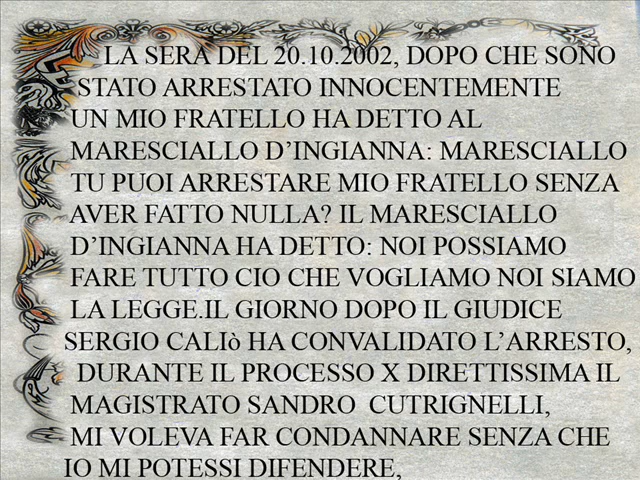 LA SERA DEL 20.10.2002, DOPO CHE SONO
STATO ARRESTATO INNOCENTEMENTE
UN MIO FRATELLO HA DETTO AL
MARESCIALLO D’INGIANNA: MARESCIALLO
TU PUOI ARRESTARE MIO FRATELLO SENZA
AVER FATTO NULLA? IL MARESCIALLO
D’INGIANNA HA DETTO: NOI POSSIAMO
FARE TUTTO CIO CHE VOGLIAMO NOI SIAMO
LA LEGGE.IL GIORNO DOPO IL GIUDICE
SERGIO CALIò HA CONVALIDATO L’ARRESTO,
DURANTE IL PROCESSO X DIRETTISSIMA IL
MAGISTRATO SANDRO CUTRIGNELLI,
MI VOLEVA FAR CONDANNARE SENZA CHE
IO MI POTESSI DIFENDERE,